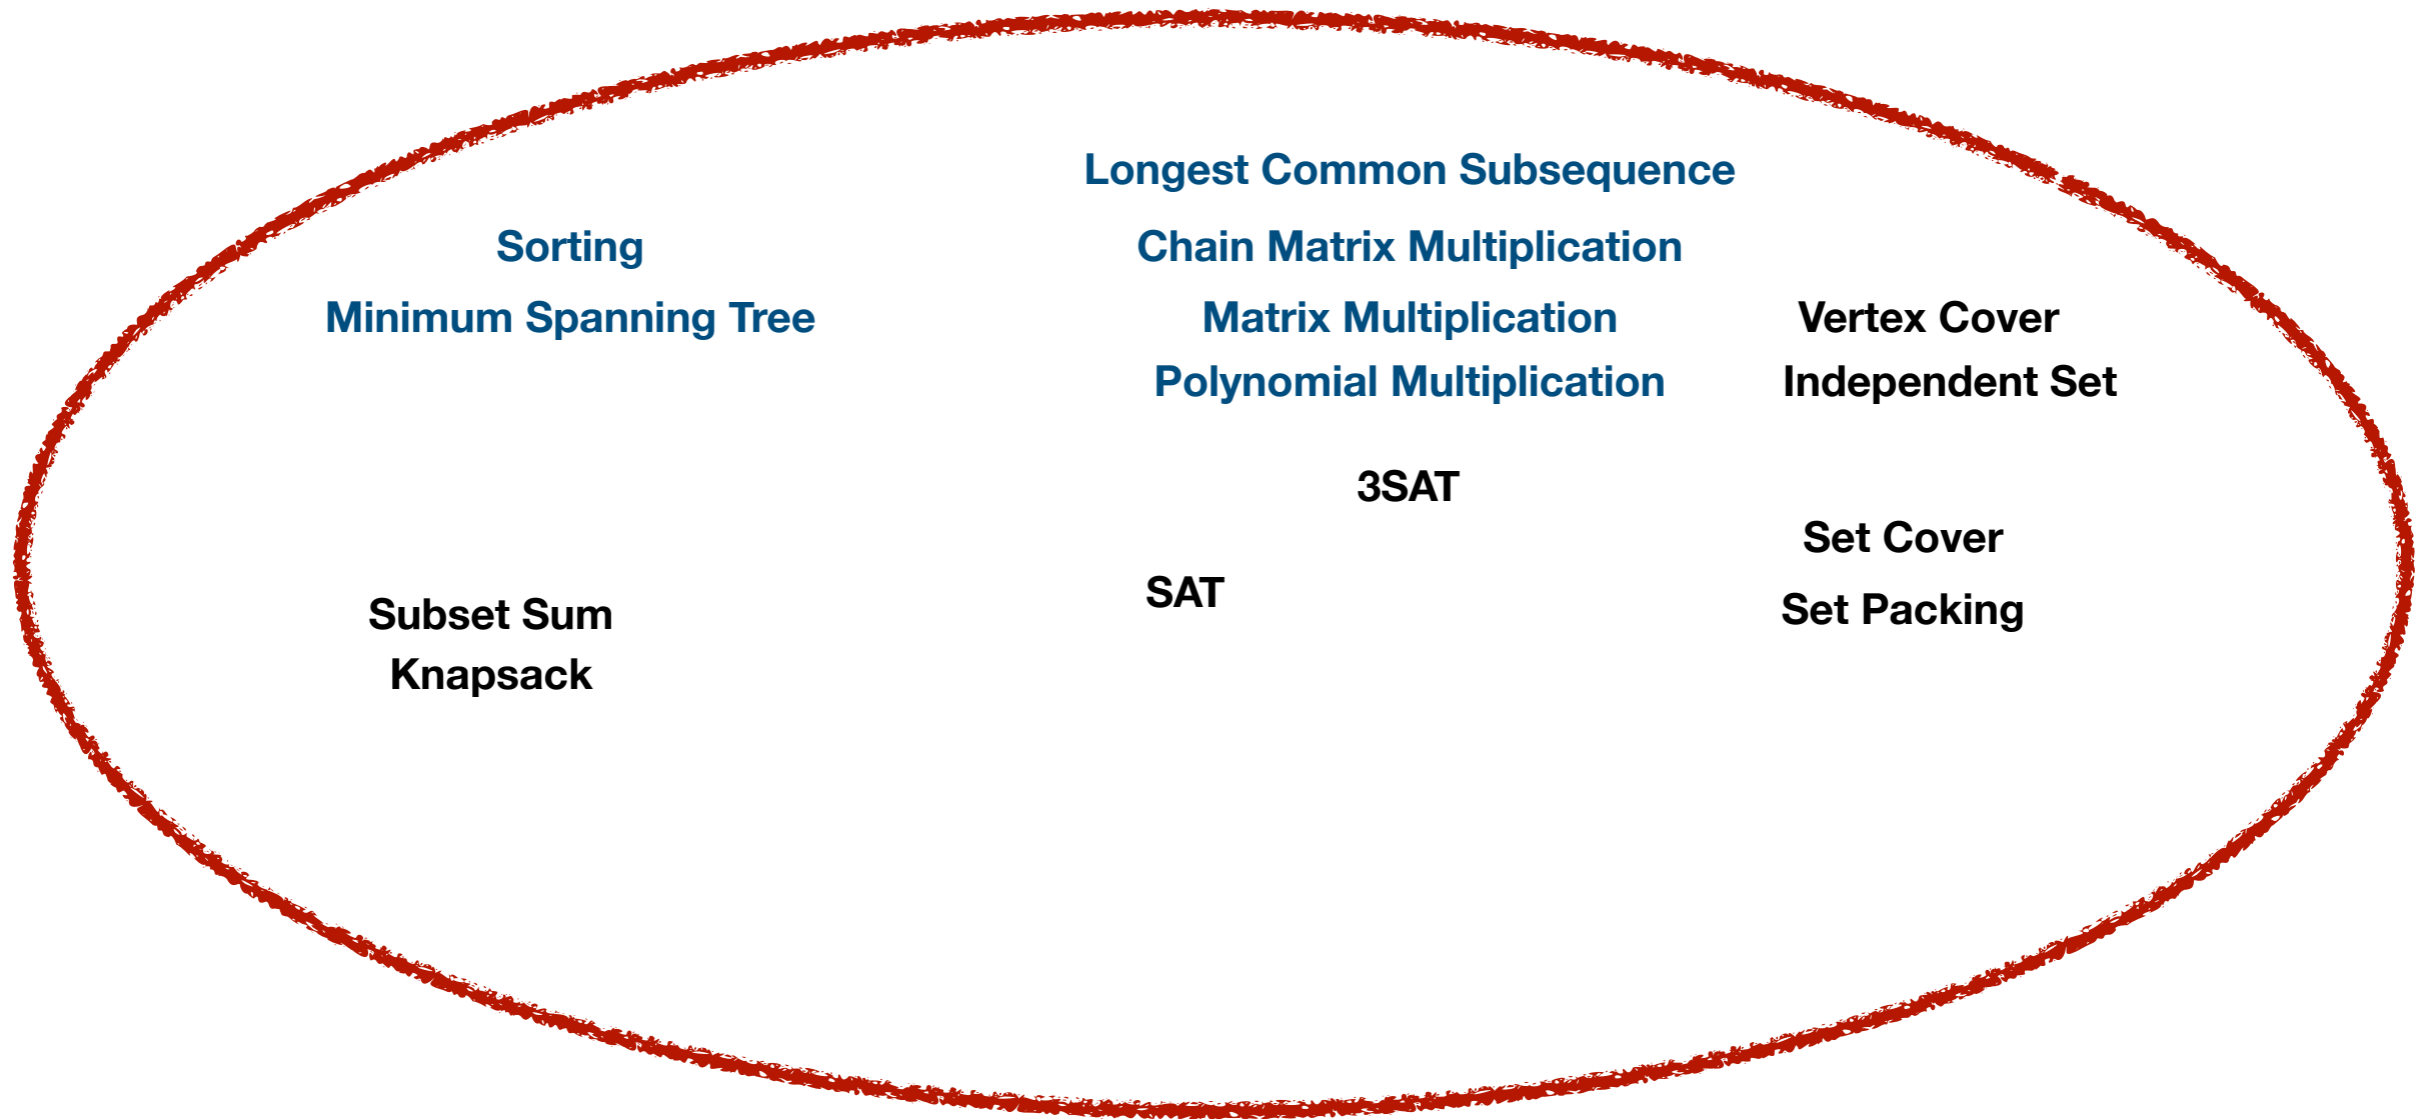 Longest Common Subsequence
Sorting
Chain Matrix Multiplication
Minimum Spanning Tree
Matrix Multiplication
Vertex Cover
Polynomial Multiplication
Independent Set
3SAT
Set Cover
SAT
Set Packing
Subset Sum
Knapsack